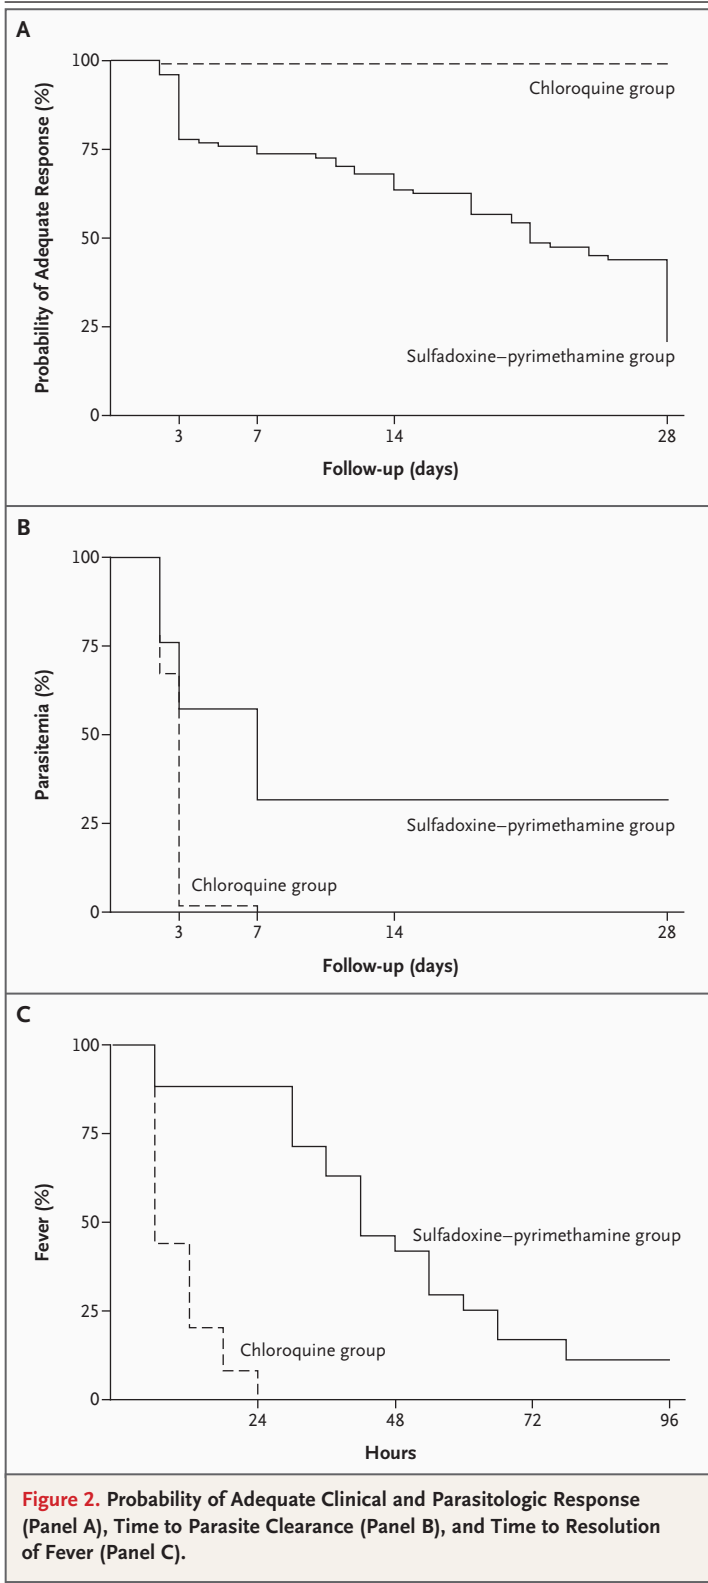 A
100
75
50
25
0
Probability of Adequate Response (%)
Chloroquine group
Sulfadoxine–pyrimethamine group
3 7 14 28
Follow-up (days)
B
100
75
50
25
0
Parasitemia (%)
Sulfadoxine–pyrimethamine group
Chloroquine group
3 7 14 28
Follow-up (days)
C
100
75
50
25
0
Fever (%)
Sulfadoxine–pyrimethamine group
Chloroquine group
24 48 72 96
Hours
Figure 2. Probability of Adequate Clinical and Parasitologic Response
(Panel A), Time to Parasite Clearance (Panel B), and Time to Resolution
of Fever (Panel C).